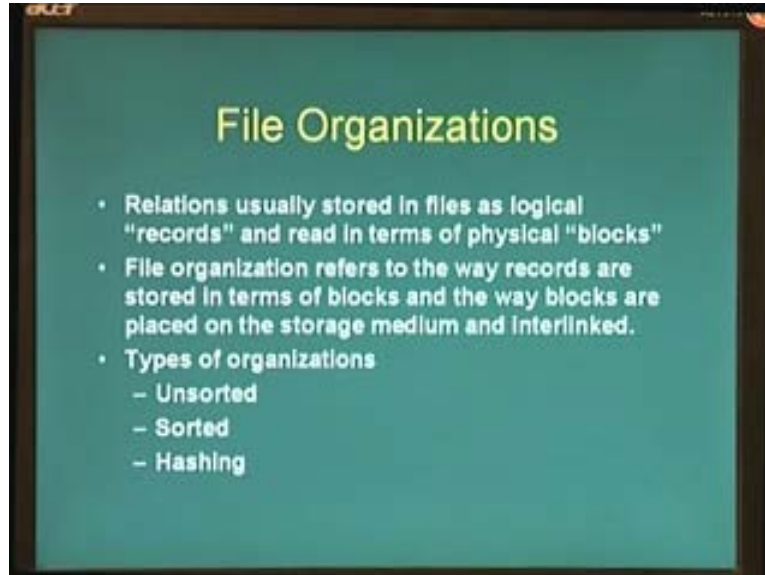 acer
File Organizations
• Relations usually stored in files as logical
"records" and read in terms of physical "blocks"
• File organization refers to the way records are
stored in terms of blocks and the way blocks are
placed on the storage medium and interlinked.
• Types of organizations
– Unsorted
– Sorted
– Hashing